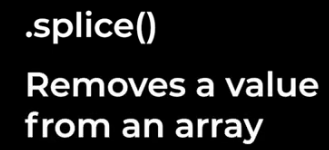 .splice()
Removes a value
from an array